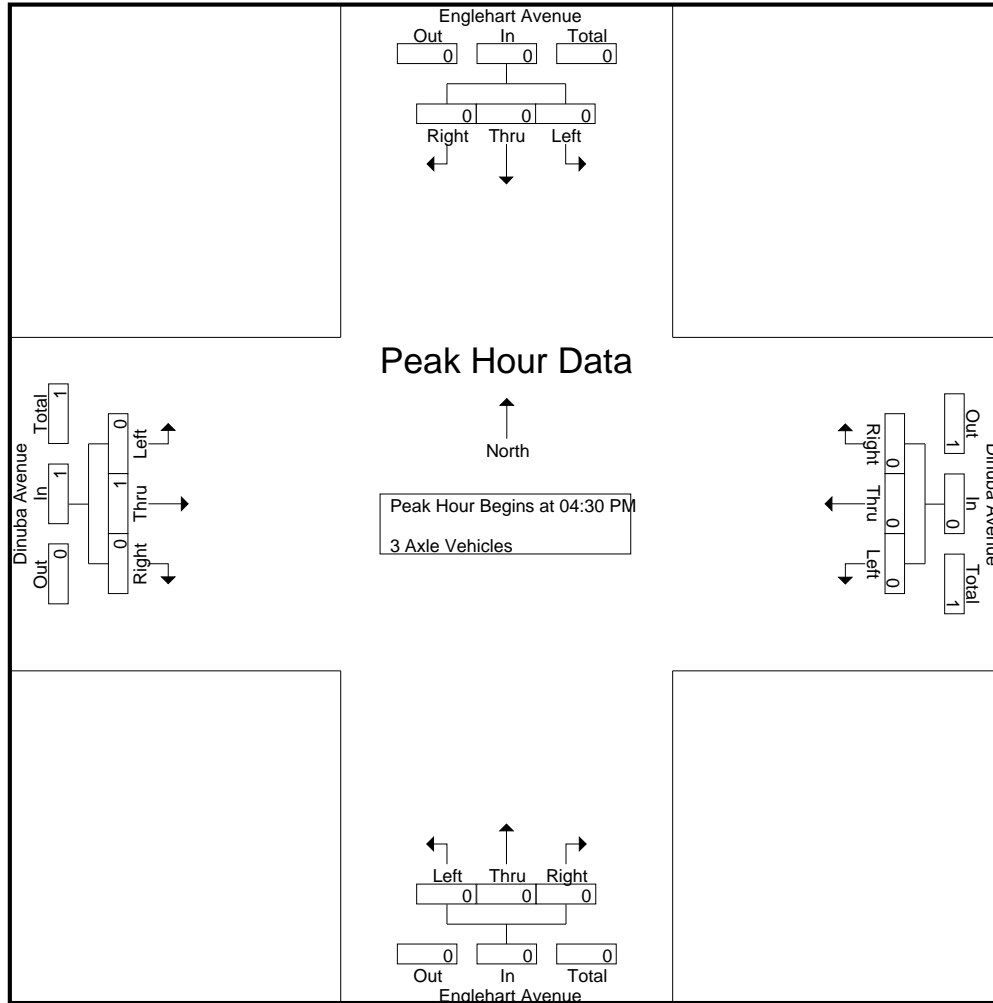 Englehart Avenue
Out In Total
0 0 0
0 0 0
Right Thru Left
Peak Hour Data
North
Peak Hour Begins at 04:30 PM
3 Axle Vehicles
Dinuba Avenue
Out In Total
0 1 1
0 1 0
Left Thru Right
Dinuba Avenue
Out In Total
1 0 1
0 0 0
Right Thru Left
Left Thru Right
0 0 0
0 0 0
Out In Total
Englehart Avenue